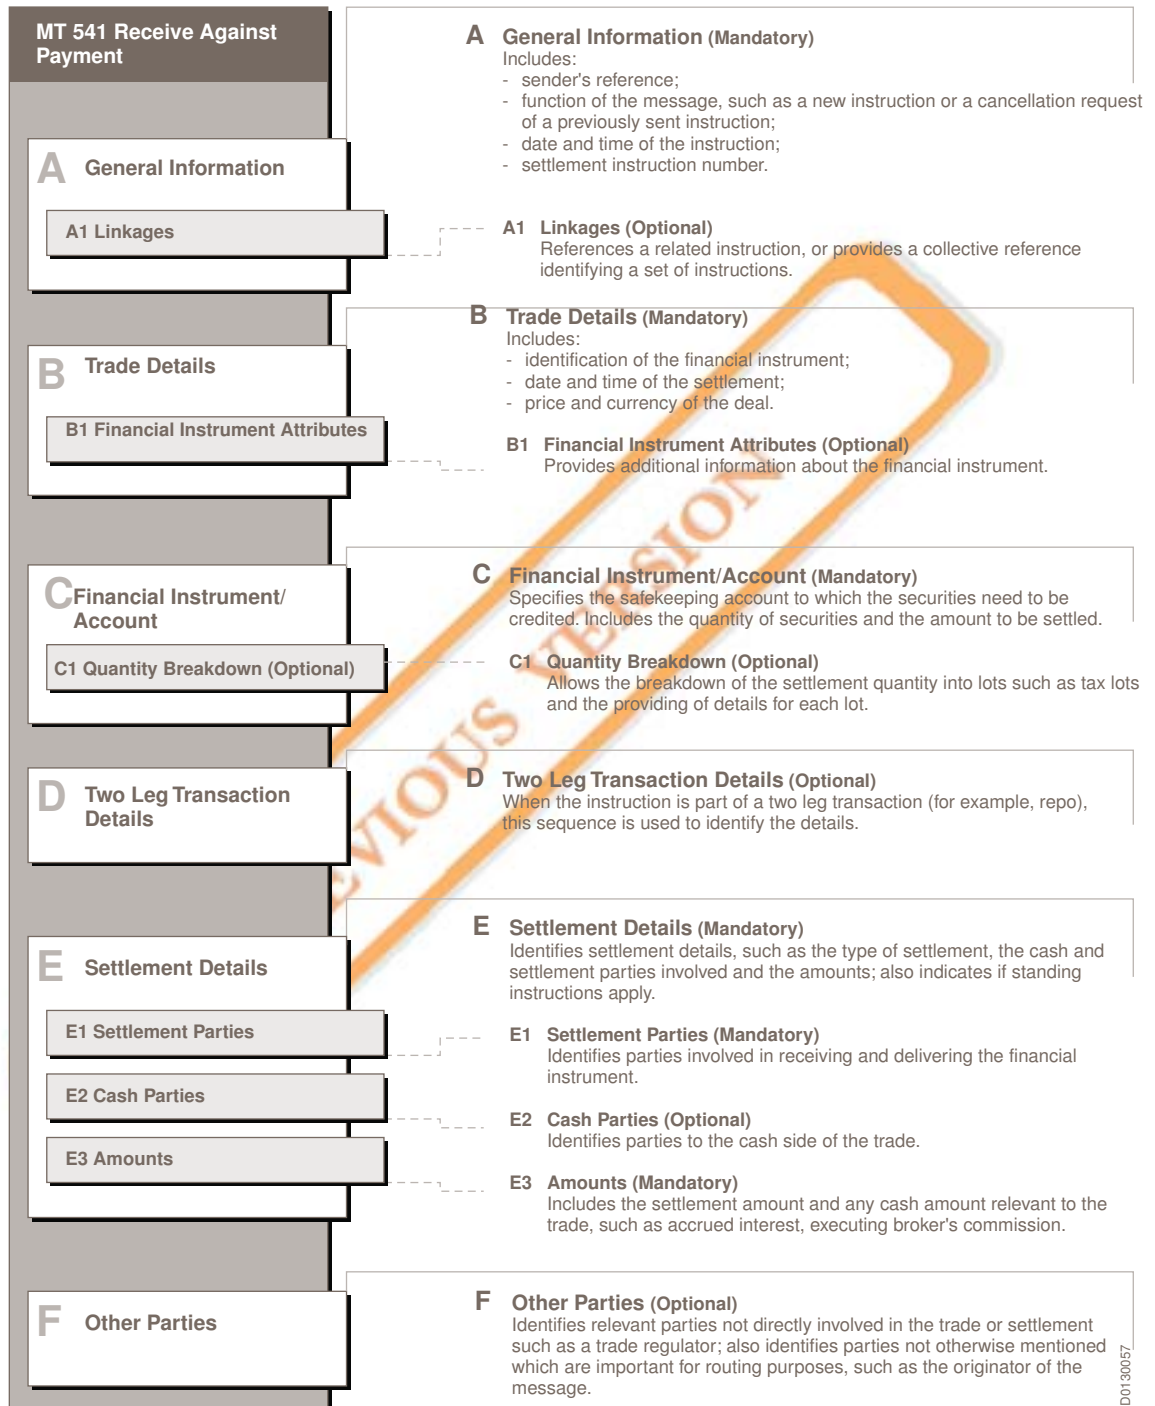 MT 541 Receive Against
Payment
A General Information (Mandatory)
Includes:
- sender's reference;
- function of the message, such as a new instruction or a cancellation request
of a previously sent instruction;
- date and time of the instruction;
- settlement instruction number.
A General Information
A1 Linkages
A1 Linkages (Optional)
References a related instruction, or provides a collective reference
identifying a set of instructions.
B Trade Details (Mandatory)
Includes:
- identification of the financial instrument;
- date and time of the settlement;
- price and currency of the deal.
B Trade Details
B1 Financial Instrument Attributes
B1 Financial Instrument Attributes (Optional)
Provides additional information about the financial instrument.
C Financial Instrument/Account (Mandatory)
Specifies the safekeeping account to which the securities need to be
credited. Includes the quantity of securities and the amount to be settled.
C Financial Instrument/
Account
C1 Quantity Breakdown (Optional)
C1 Quantity Breakdown (Optional)
Allows the breakdown of the settlement quantity into lots such as tax lots
and the providing of details for each lot.
D Two Leg Transaction Details (Optional)
When the instruction is part of a two leg transaction (for example, repo),
this sequence is used to identify the details.
D Two Leg Transaction
Details
E Settlement Details (Mandatory)
Identifies settlement details, such as the type of settlement, the cash and
settlement parties involved and the amounts; also indicates if standing
instructions apply.
E Settlement Details
E1 Settlement Parties
E1 Settlement Parties (Mandatory)
Identifies parties involved in receiving and delivering the financial
instrument.
E2 Cash Parties
E2 Cash Parties (Optional)
Identifies parties to the cash side of the trade.
E3 Amounts
E3 Amounts (Mandatory)
Includes the settlement amount and any cash amount relevant to the
trade, such as accrued interest, executing broker's commission.
F Other Parties (Optional)
Identifies relevant parties not directly involved in the trade or settlement
such as a trade regulator; also identifies parties not otherwise mentioned
which are important for routing purposes, such as the originator of the
message.
F Other Parties
D0130057
EVIOUS VERSION